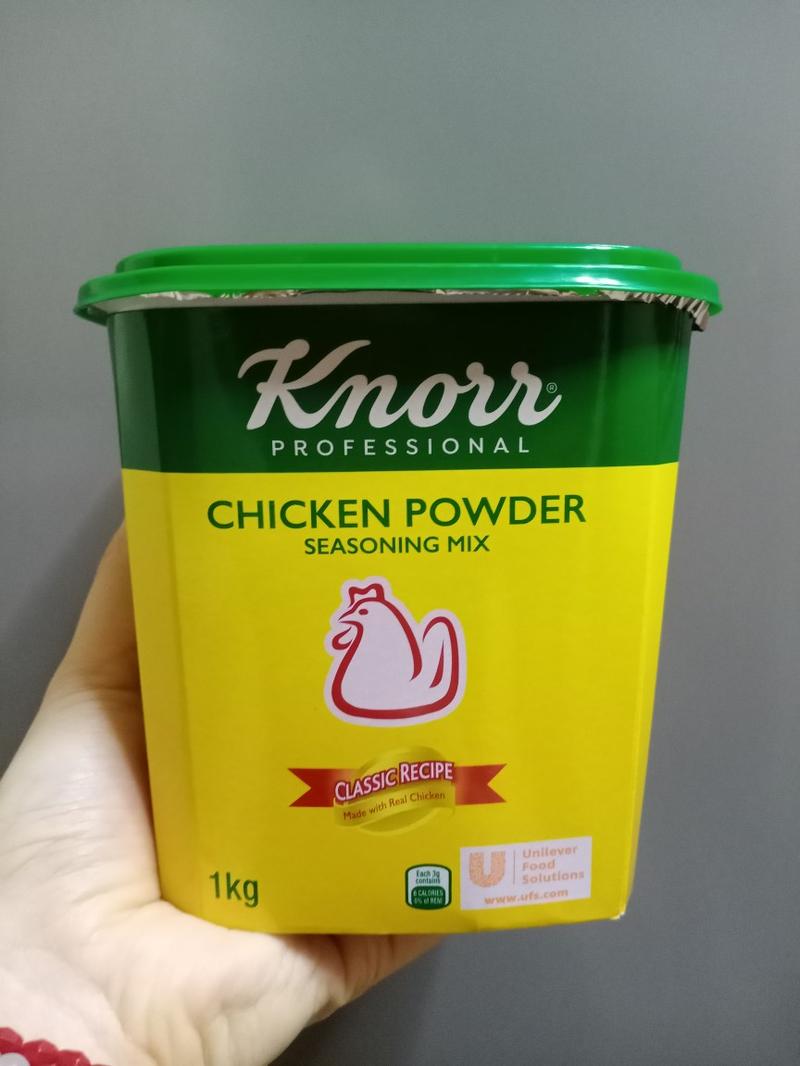 Knorr®
PROFESSIONAL
CHICKEN POWDER
SEASONING MIX
CLASSIC RECIPE
Made with Real Chicken
1kg
Each 3g
contains
6 CALORIES
0% of RENI
U
Unilever
Food
Solutions
www.ufs.com